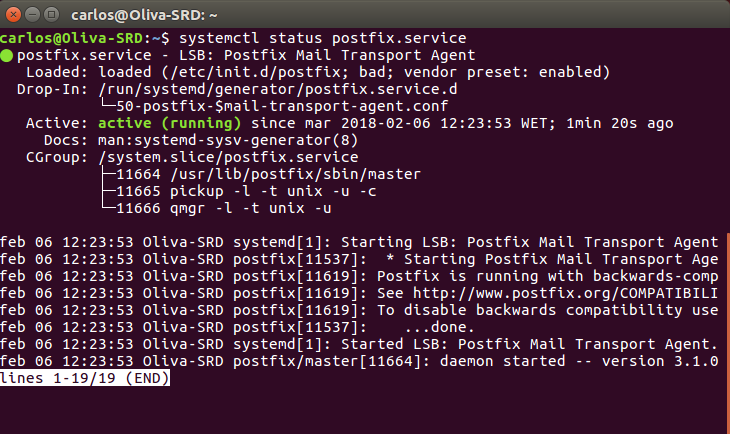 carlos@Oliva-SRD: ~
carlos@Oliva-SRD:~$ systemctl status postfix.service
● postfix.service - LSB: Postfix Mail Transport Agent
   Loaded: loaded (/etc/init.d/postfix; bad; vendor preset: enabled)
  Drop-In: /run/systemd/generator/postfix.service.d
           └─50-postfix-$mail-transport-agent.conf
   Active: active (running) since mar 2018-02-06 12:23:53 WET; 1min 20s ago
     Docs: man:systemd-sysv-generator(8)
   CGroup: /system.slice/postfix.service
           ├─11664 /usr/lib/postfix/sbin/master
           ├─11665 pickup -l -t unix -u -c
           └─11666 qmgr -l -t unix -u
feb 06 12:23:53 Oliva-SRD systemd[1]: Starting LSB: Postfix Mail Transport Agent
feb 06 12:23:53 Oliva-SRD postfix[11537]:  * Starting Postfix Mail Transport Age
feb 06 12:23:53 Oliva-SRD postfix[11619]: Postfix is running with backwards-comp
feb 06 12:23:53 Oliva-SRD postfix[11619]: See http://www.postfix.org/COMPATIBILI
feb 06 12:23:53 Oliva-SRD postfix[11619]: To disable backwards compatibility use
feb 06 12:23:53 Oliva-SRD postfix[11537]:    ...done.
feb 06 12:23:53 Oliva-SRD systemd[1]: Started LSB: Postfix Mail Transport Agent.
feb 06 12:23:53 Oliva-SRD postfix/master[11664]: daemon started -- version 3.1.0
lines 1-19/19 (END)